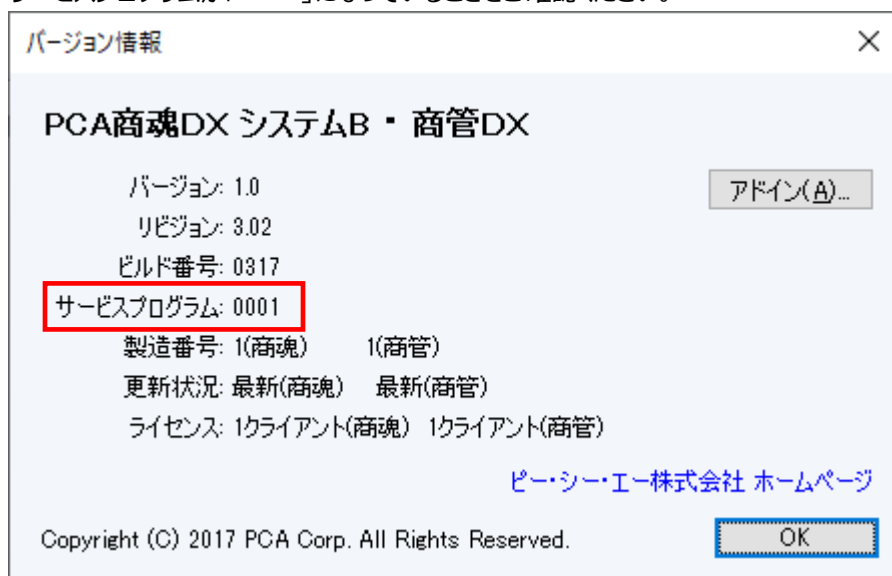 バージョン情報
PCA商魂DX システムB ・ 商管DX
バージョン: 1.0
アドイン(A)...
リビジョン: 3.02
ビルド番号: 0317
サービスプログラム: 0001
製造番号: 1(商魂) 1(商管)
更新状況: 最新(商魂) 最新(商管)
ライセンス: 1クライアント(商魂) 1クライアント(商管)
ピー・シー・エー株式会社 ホームページ
Copyright (C) 2017 PCA Corp. All Rights Reserved.
OK